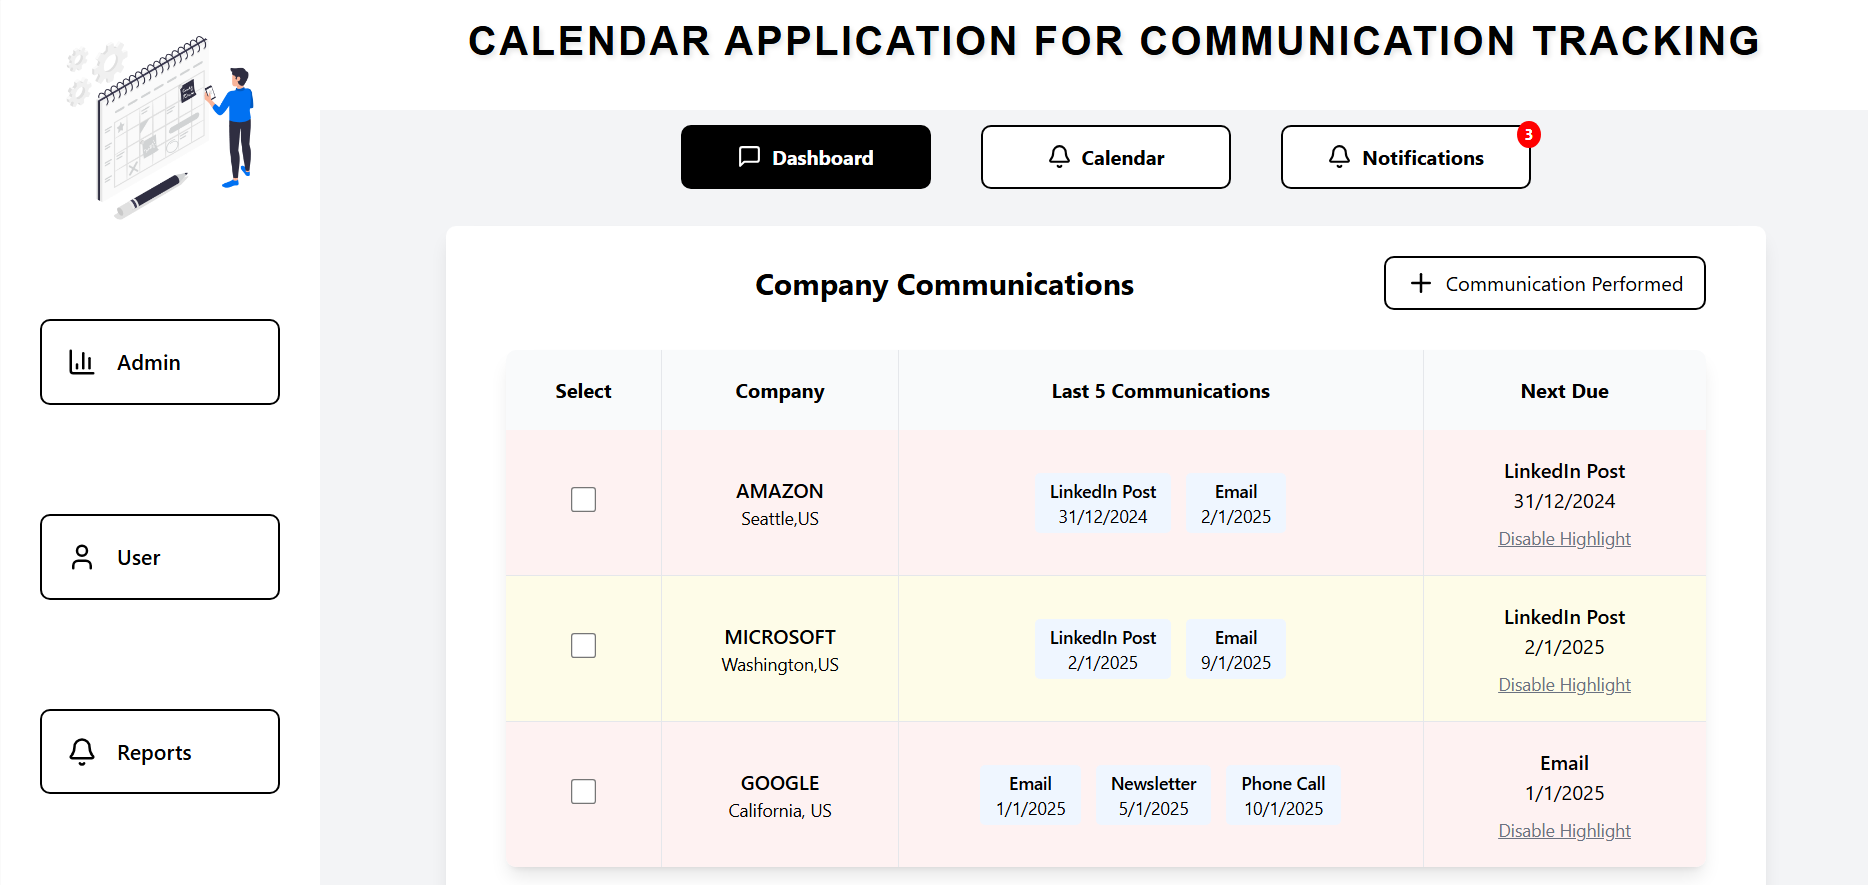 CALENDAR APPLICATION FOR COMMUNICATION TRACKING
Dashboard
Calendar
Notifications
3
Admin
User
Reports
Company Communications
Communication Performed
Select
Company
Last 5 Communications
Next Due
AMAZON
Seattle,US
LinkedIn Post
31/12/2024
Email
2/1/2025
LinkedIn Post
31/12/2024
Disable Highlight
MICROSOFT
Washington,US
LinkedIn Post
2/1/2025
Email
9/1/2025
LinkedIn Post
2/1/2025
Disable Highlight
GOOGLE
California, US
Email
1/1/2025
Newsletter
5/1/2025
Phone Call
10/1/2025
Email
1/1/2025
Disable Highlight